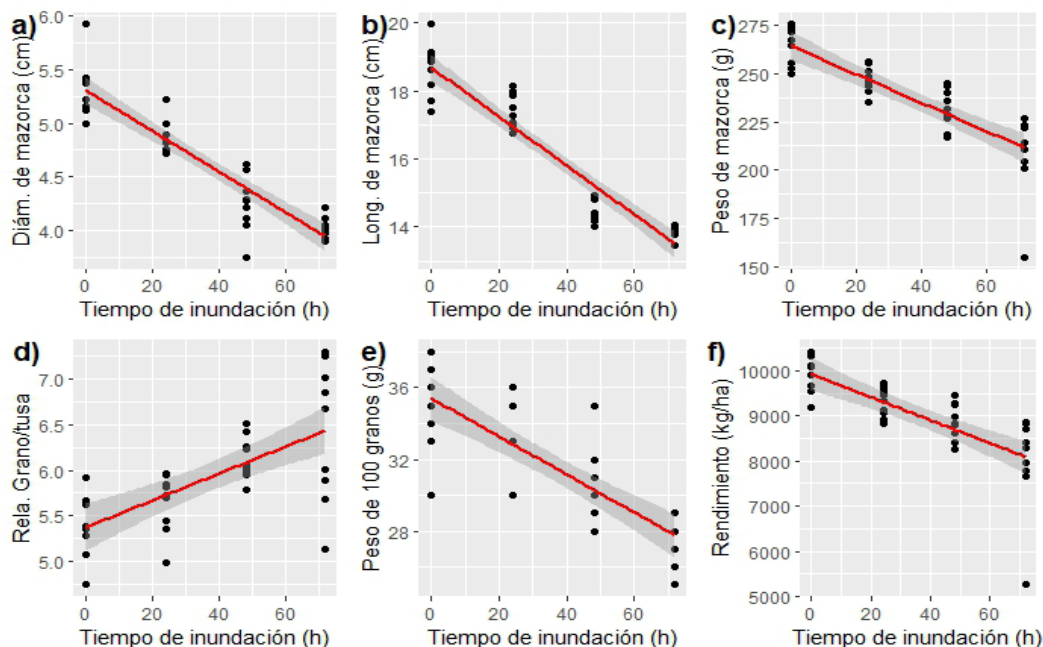 a)
Diám. de mazorca (cm)
6.0
5.5
5.0
4.5
4.0
0 20 40 60
Tiempo de inundación (h)
b)
Long. de mazorca (cm)
20
18
16
14
0 20 40 60
Tiempo de inundación (h)
c)
Peso de mazorca (g)
275
250
225
200
175
150
0 20 40 60
Tiempo de inundación (h)
d)
Rela. Grano/tusa
7.0
6.5
6.0
5.5
5.0
0 20 40 60
Tiempo de inundación (h)
e)
Peso de 100 granos (g)
36
32
28
0 20 40 60
Tiempo de inundación (h)
f)
Rendimiento (kg/ha)
10000
9000
8000
7000
6000
5000
0 20 40 60
Tiempo de inundación (h)